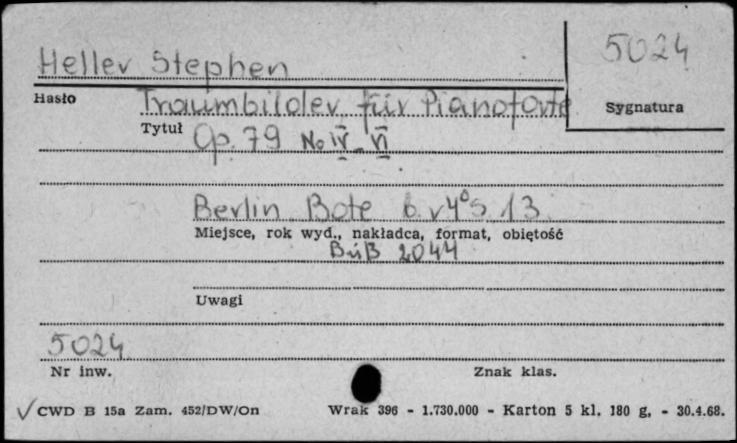 5024
Heller Stephen
Hasło
Traumbilder für Pianoforte
Sygnatura
Tytuł
Op. 79 No IV-VI
Berlin Bote b r 4° s. 13
Miejsce, rok wyd., nakładca, format, objętość
BüB 2044
Uwagi
5024
Nr inw.
Znak klas.
CWD B 15a Zam. 452/DW/On
Wrak 396 - 1.730.000 - Karton 5 kl. 180 g, - 30.4.68.